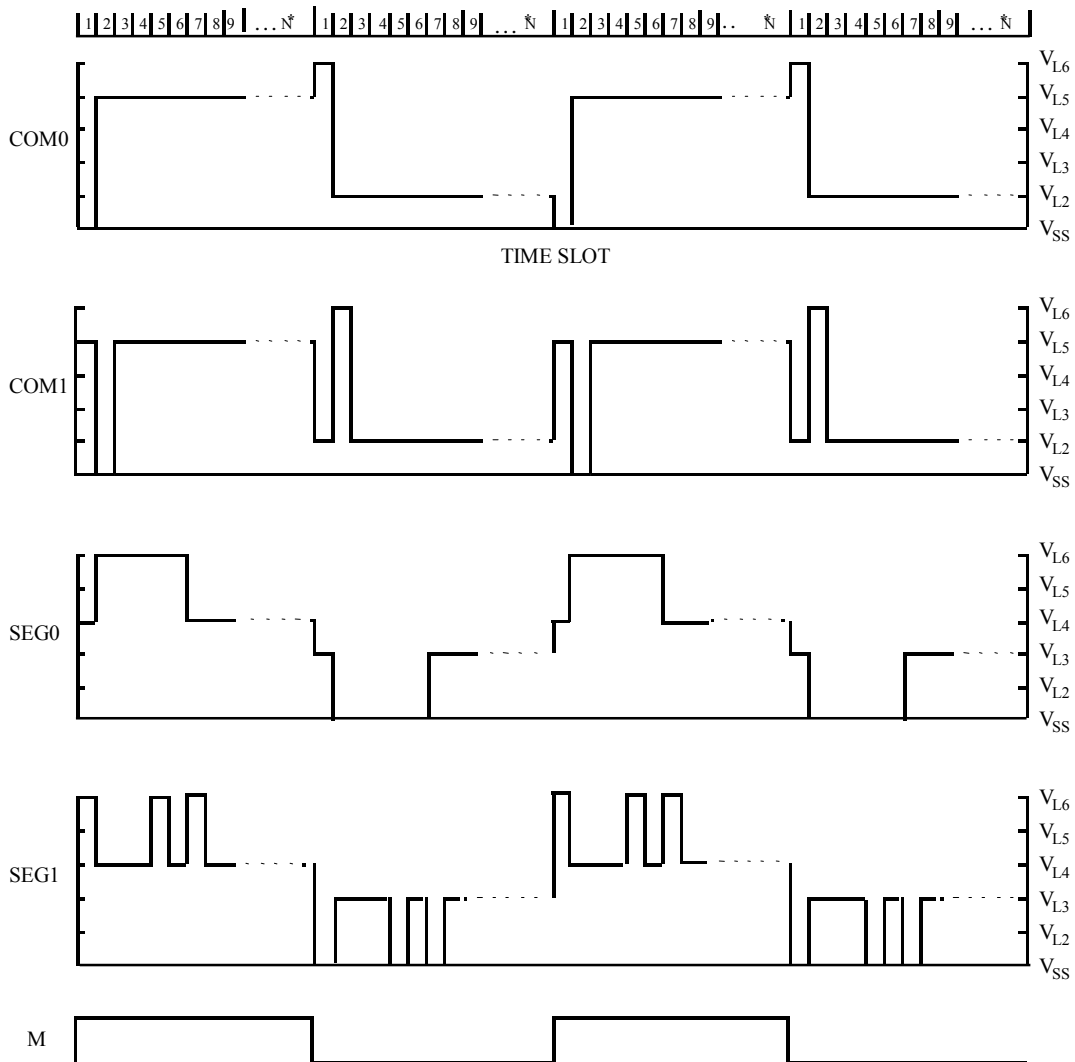 1 2 3 4 5 6 7 8 9 ... N* 1 2 3 4 5 6 7 8 9 ... N* 1 2 3 4 5 6 7 8 9 .. N* 1 2 3 4 5 6 7 8 9 ... N*
COM0
VL6
VL5
VL4
VL3
VL2
VSS
TIME SLOT
COM1
VL6
VL5
VL4
VL3
VL2
VSS
SEG0
VL6
VL5
VL4
VL3
VL2
VSS
SEG1
VL6
VL5
VL4
VL3
VL2
VSS
M